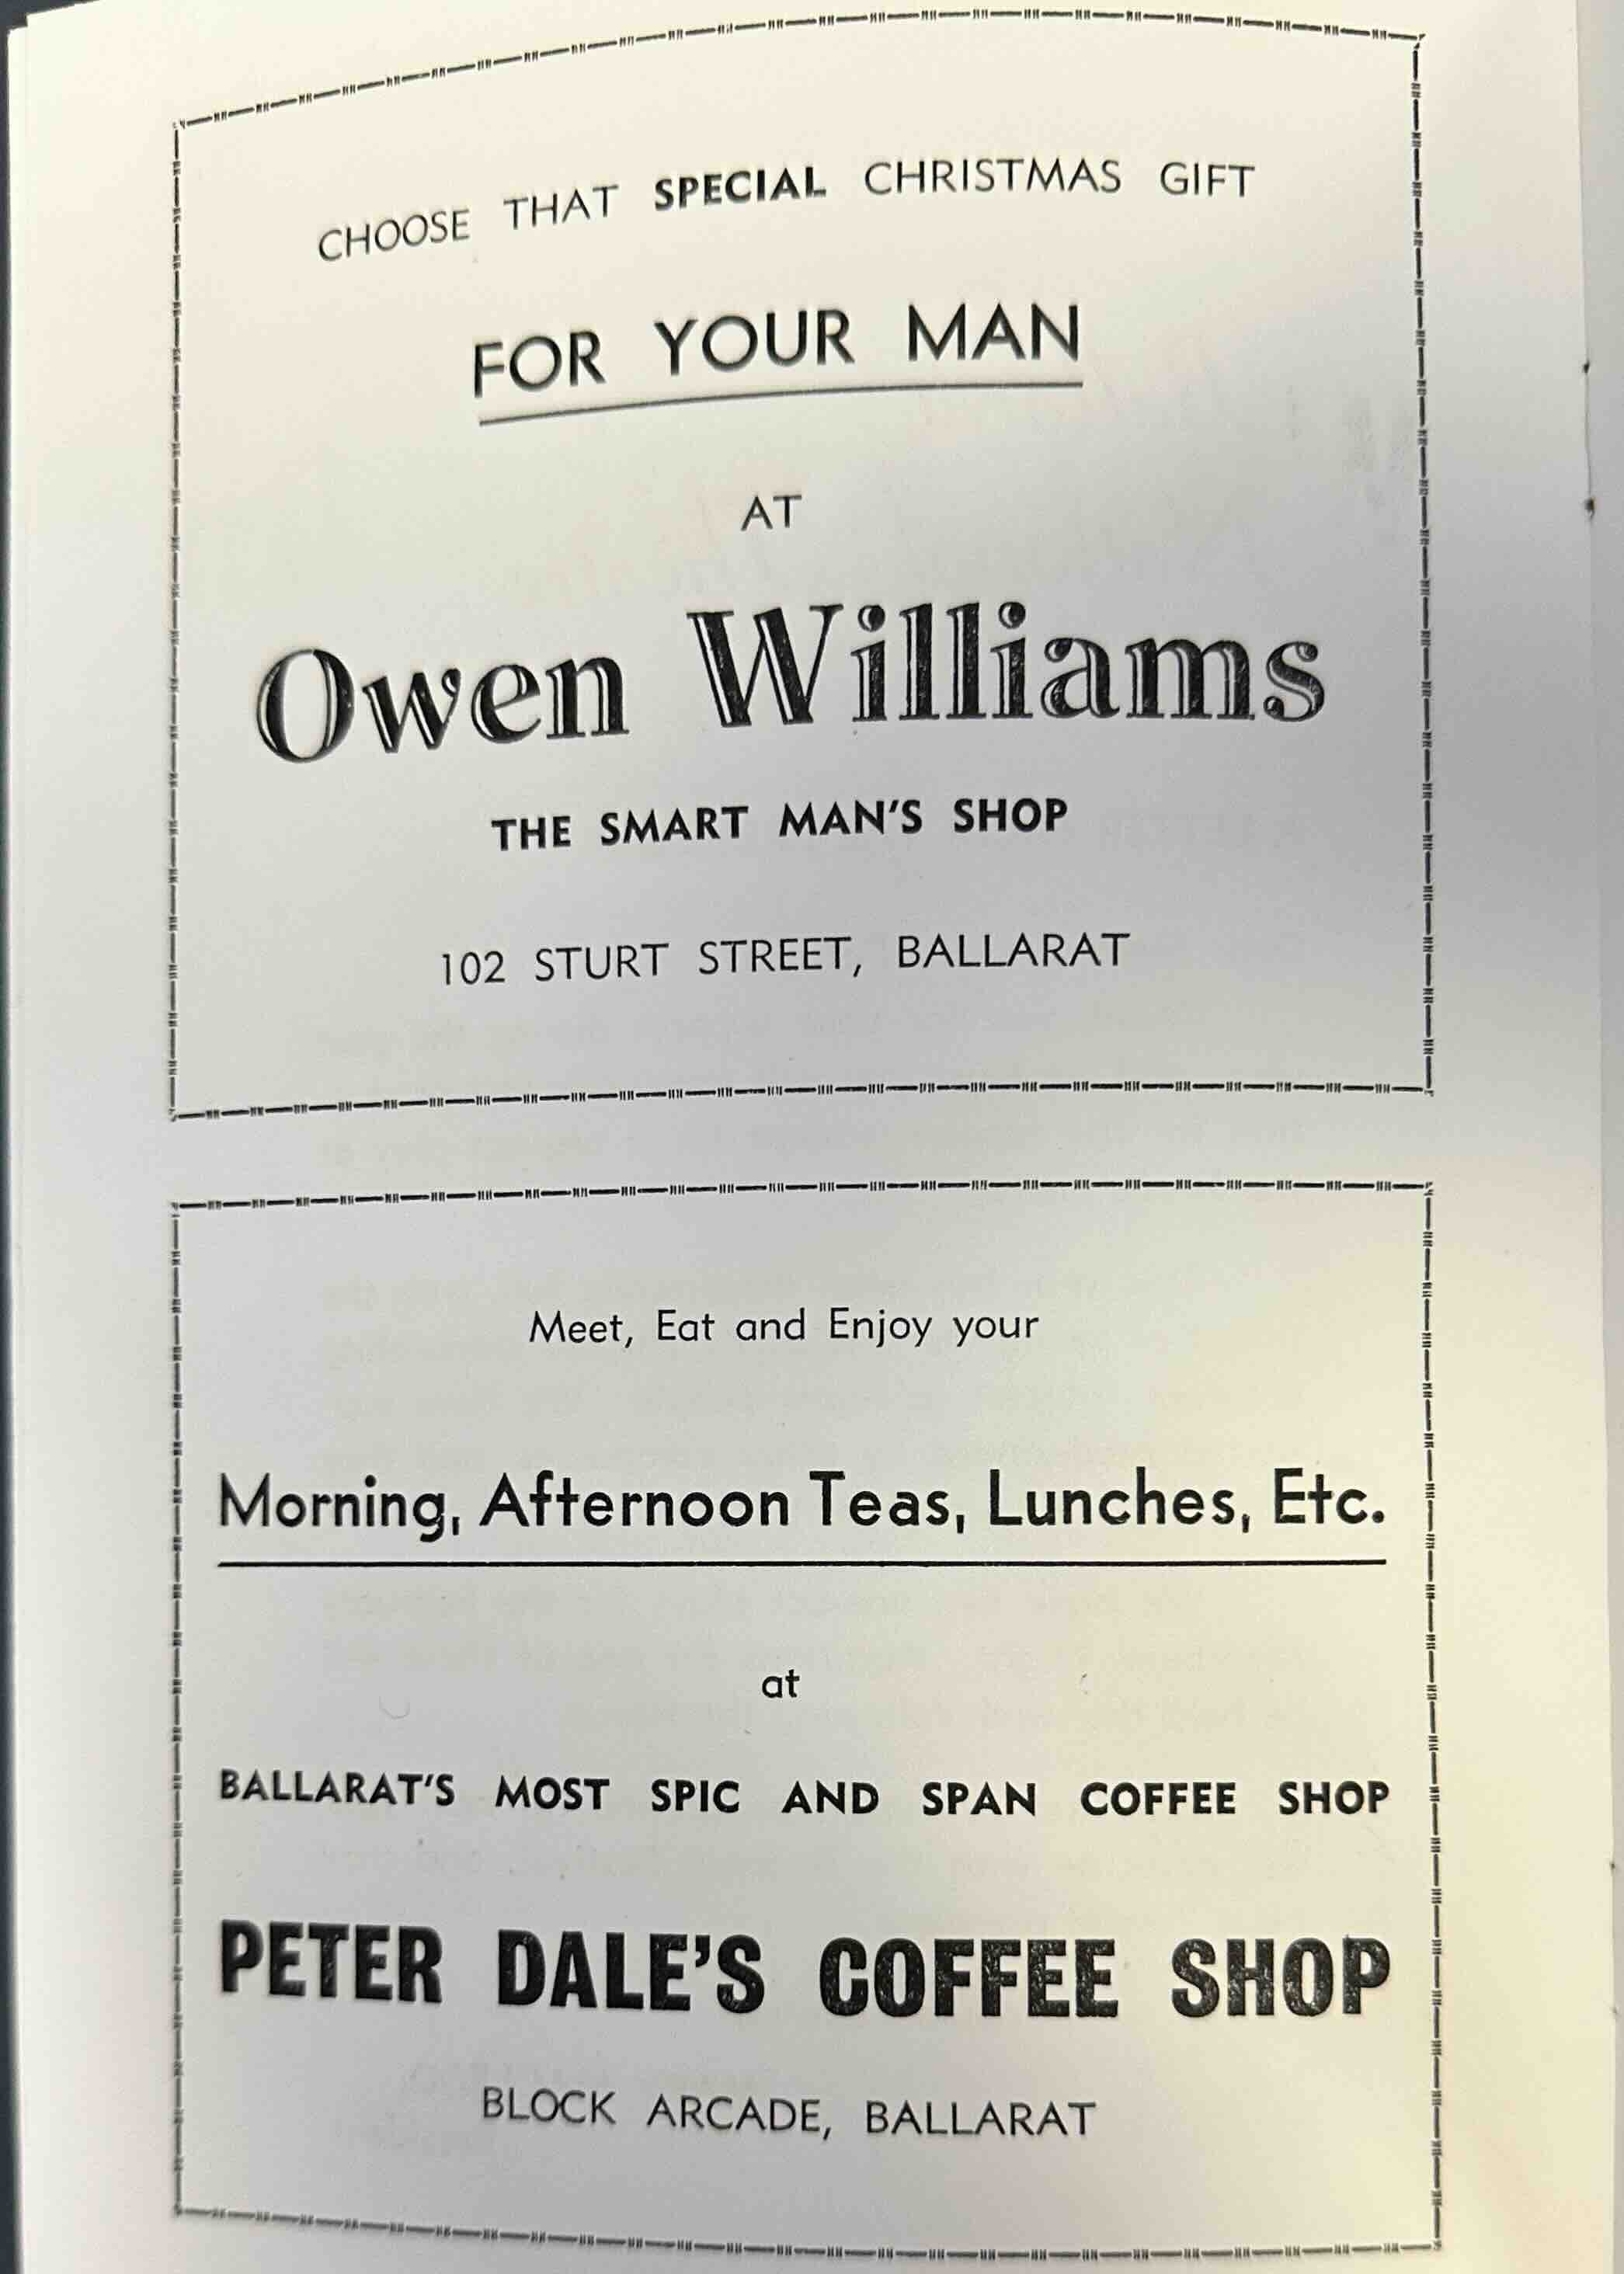 CHOOSE THAT SPECIAL CHRISTMAS GIFT
FOR YOUR MAN
AT
Owen Williams
THE SMART MAN'S SHOP
102 STURT STREET, BALLARAT
Meet, Eat and Enjoy your
Morning, Afternoon Teas, Lunches, Etc.
at
BALLARAT'S MOST SPIC AND SPAN COFFEE SHOP
PETER DALE'S COFFEE SHOP
BLOCK ARCADE, BALLARAT